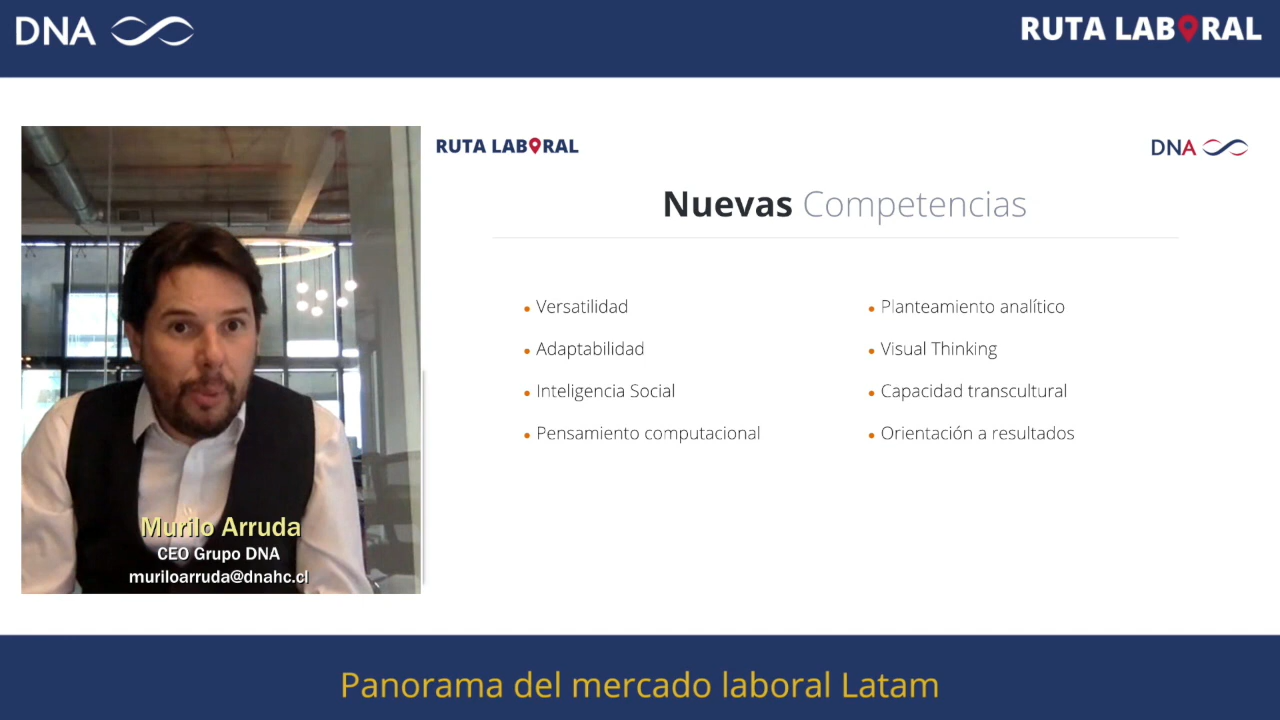 DNA
RUTA LABORAL
RUTA LABORAL
DNA
Nuevas Competencias
Versatilidad
Adaptabilidad
Inteligencia Social
Pensamiento computacional
Planteamiento analítico
Visual Thinking
Capacidad transcultural
Orientación a resultados
Murilo Arruda
CEO Grupo DNA
muriloarruda@dnahc.cl
Panorama del mercado laboral Latam